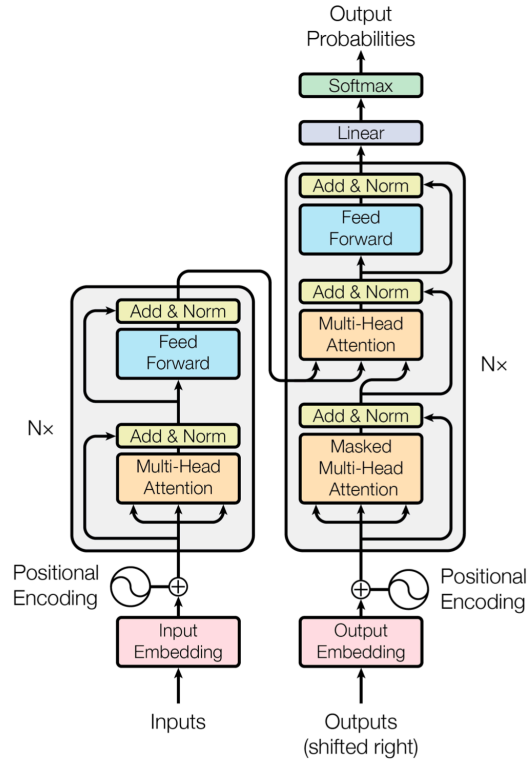 Output
Probabilities
Softmax
Linear
Add & Norm
Feed
Forward
Add & Norm
Multi-Head
Attention
Add & Norm
Masked
Multi-Head
Attention
N×
Add & Norm
Feed
Forward
Add & Norm
Multi-Head
Attention
N×
Positional
Encoding
Positional
Encoding
Input
Embedding
Output
Embedding
Inputs
Outputs
(shifted right)